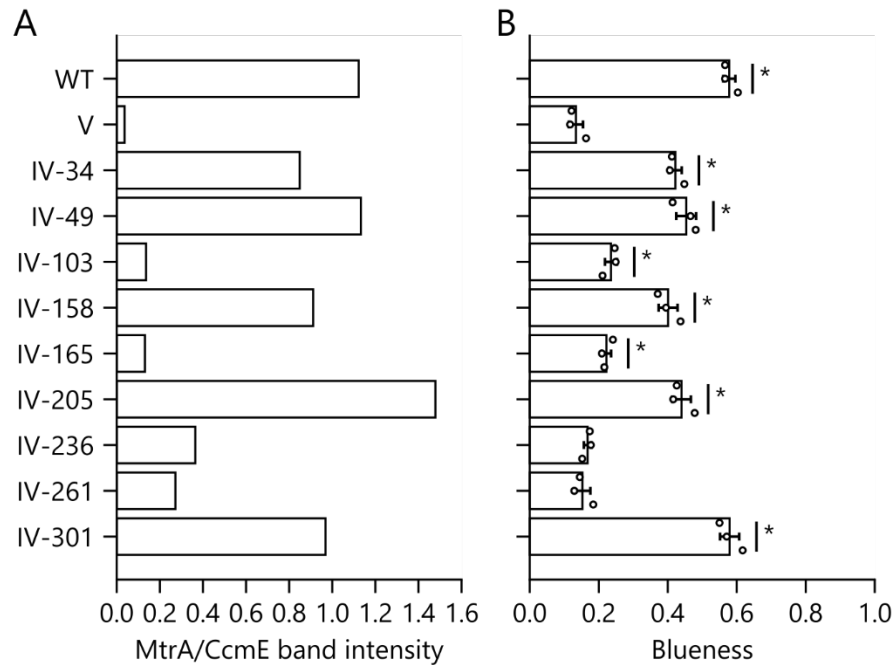 A
B
WT
*
V
IV-34
*
IV-49
*
IV-103
*
IV-158
*
IV-165
*
IV-205
*
IV-236
IV-261
IV-301
*
0.0 0.2 0.4 0.6 0.8 1.0 1.2 1.4 1.6
0.0 0.2 0.4 0.6 0.8 1.0
MtrA/CcmE band intensity
Blueness